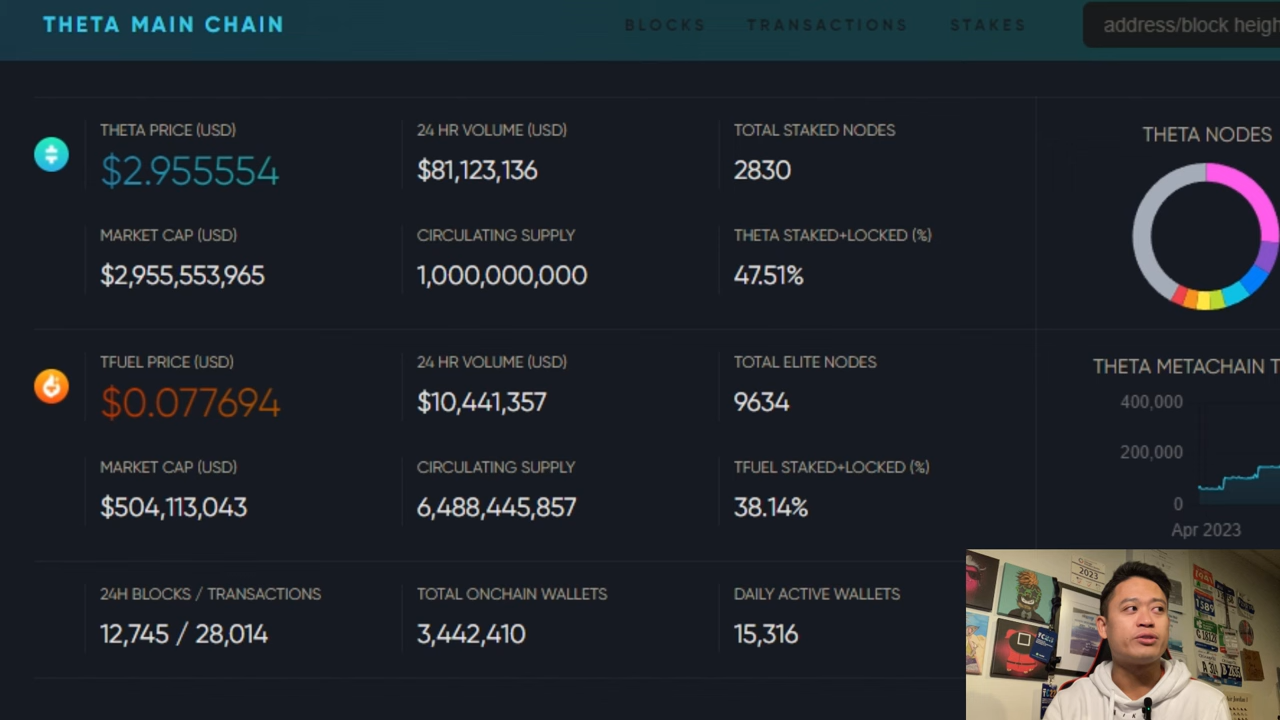 THETA MAIN CHAIN
BLOCKS TRANSACTIONS STAKES
address/block heigh
THETA PRICE (USD) 24 HR VOLUME (USD) TOTAL STAKED NODES THETA NODES
$2.955554 $81,123,136 2830
MARKET CAP (USD) CIRCULATING SUPPLY THETA STAKED+LOCKED (%)
$2,955,553,965 1,000,000,000 47.51%
TFUEL PRICE (USD) 24 HR VOLUME (USD) TOTAL ELITE NODES THETA METACHAIN T
$0.077694 $10,441,357 9634 400,000
200,000
MARKET CAP (USD) CIRCULATING SUPPLY TFUEL STAKED+LOCKED (%)
$504,113,043 6,488,445,857 38.14% 0
Apr 2023
24H BLOCKS / TRANSACTIONS TOTAL ONCHAIN WALLETS DAILY ACTIVE WALLETS
12,745 / 28,014 3,442,410 15,316
2023